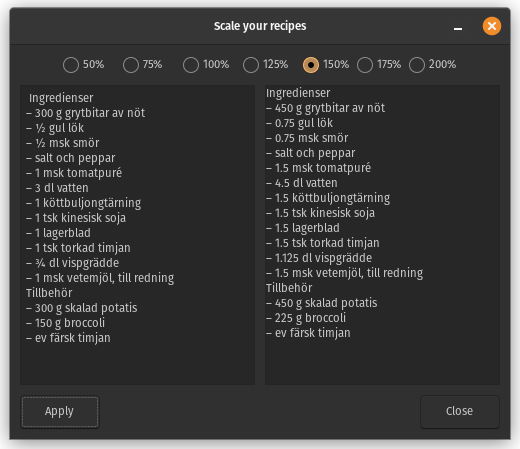 Scale your recipes
50% 75% 100% 125% 150% 175% 200%
Ingredienser
– 300 g grytbitar av nöt
– ½ gul lök
– ½ msk smör
– salt och peppar
– 1 msk tomatpuré
– 3 dl vatten
– 1 köttbuljongtärning
– 1 tsk kinesisk soja
– 1 lagerblad
– 1 tsk torkad timjan
– ¾ dl vispgrädde
– 1 msk vetemjöl, till redning
Tillbehör
– 300 g skalad potatis
– 150 g broccoli
– ev färsk timjan
Ingredienser
– 450 g grytbitar av nöt
– 0.75 gul lök
– 0.75 msk smör
– salt och peppar
– 1.5 msk tomatpuré
– 4.5 dl vatten
– 1.5 köttbuljongtärning
– 1.5 tsk kinesisk soja
– 1.5 lagerblad
– 1.5 tsk torkad timjan
– 1.125 dl vispgrädde
– 1.5 msk vetemjöl, till redning
Tillbehör
– 450 g skalad potatis
– 225 g broccoli
– ev färsk timjan
Apply
Close